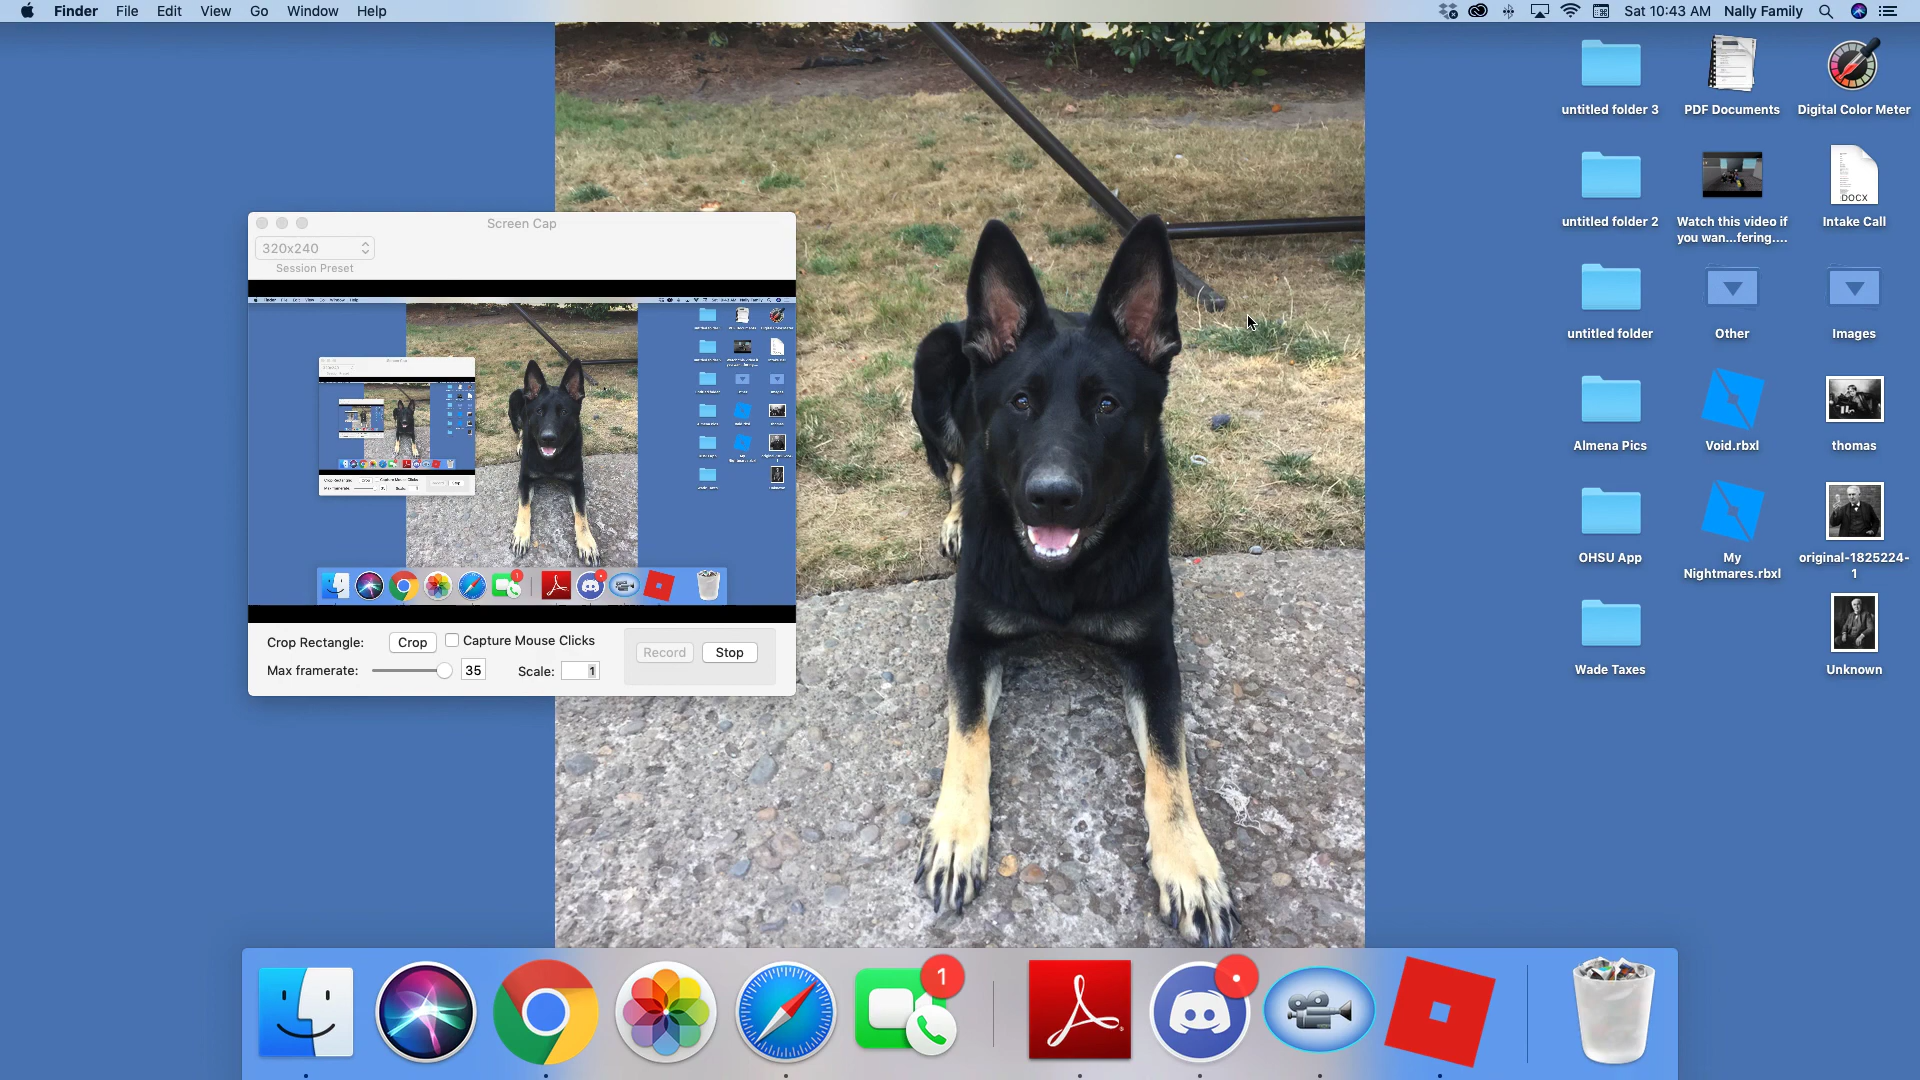 Finder File Edit View Go Window Help
Sat 10:43 AM Nally Family
untitled folder 3
PDF Documents
Digital Color Meter
untitled folder 2
Watch this video if
you wan...fering....
DOCX
Intake Call
untitled folder
Other
Images
Almena Pics
Void.rbxl
thomas
OHSU App
My
Nightmares.rbxl
original-1825224-
1
Wade Taxes
Unknown
Screen Cap
320x240
Session Preset
Crop Rectangle: Crop Capture Mouse Clicks
Max framerate: 35 Scale: 1
Record Stop
1